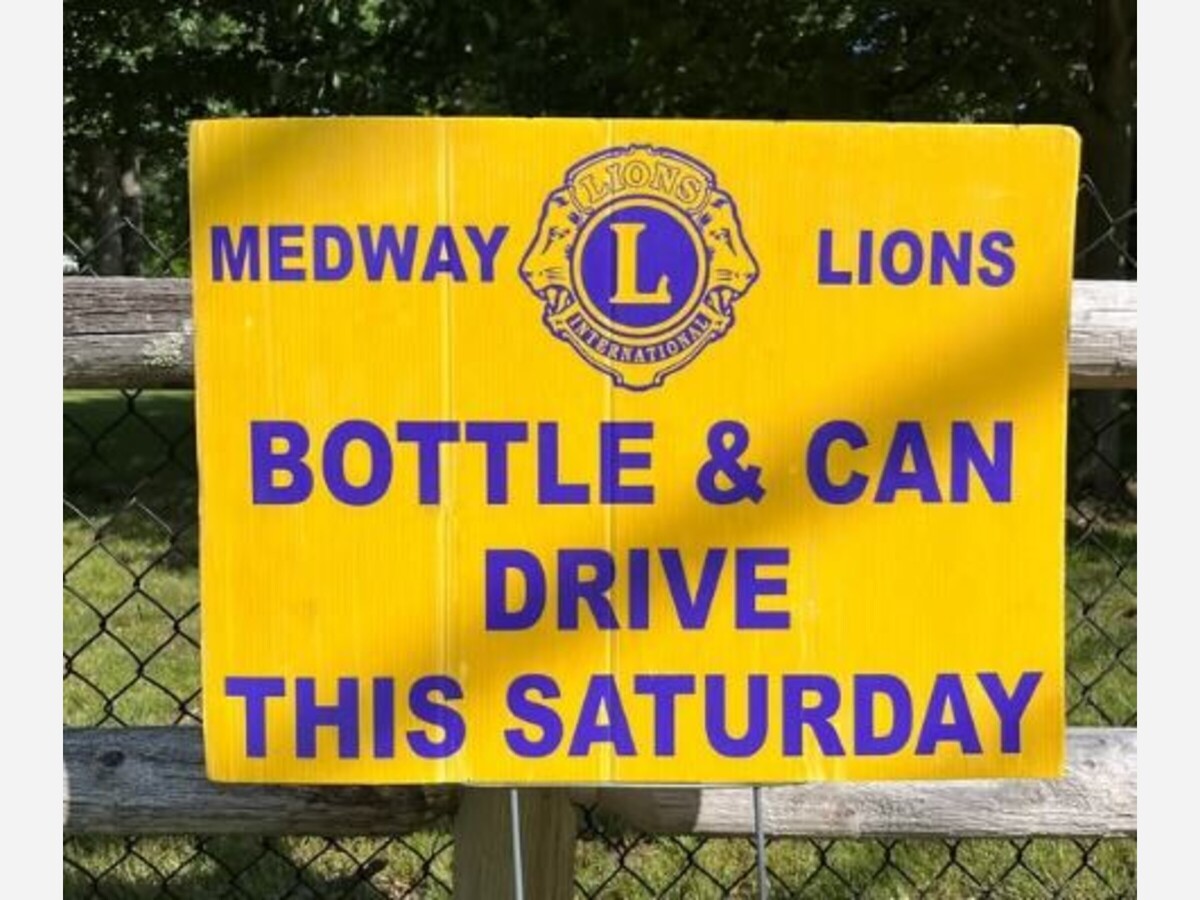 LIONS
MEDWAY L LIONS
INTERNATIONAL
BOTTLE & CAN
DRIVE
THIS SATURDAY